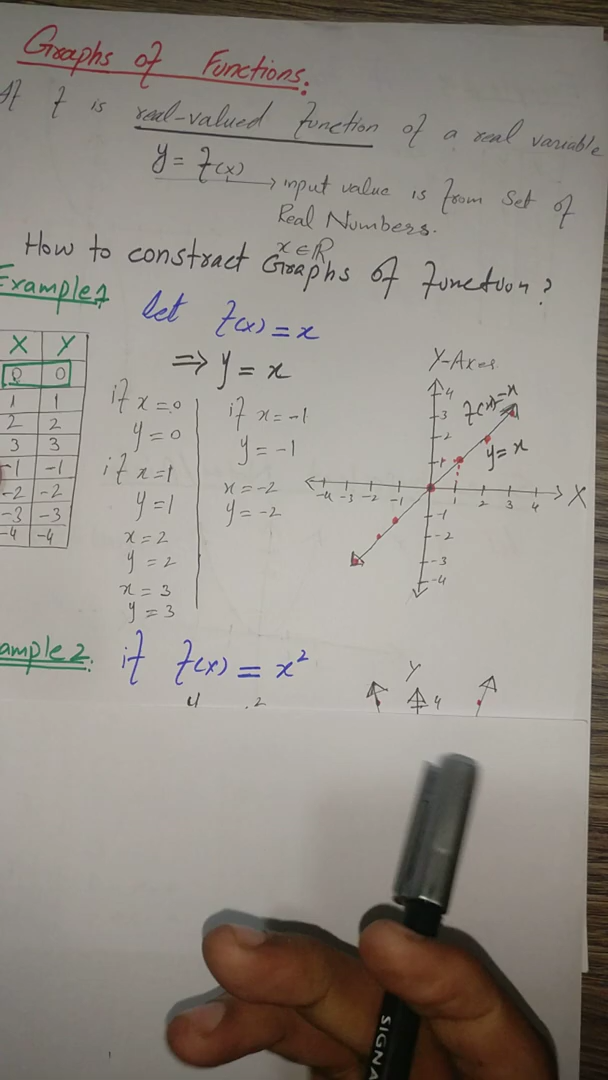 Graphs of Functions:
If f is real-valued function of a real variable
y = f(x)
input value is from set of
Real Numbers.
x ∈ ℝ
How to constract Graphs of function?
Example 1
let f(x) = x
⇒ y = x
X Y
0 0
1 1
2 2
3 3
-1 -1
-2 -2
-3 -3
-4 -4
if x = 0
y = 0
if x = 1
y = 1
x = 2
y = 2
x = 3
y = 3
if x = -1
y = -1
x = -2
y = -2
Y-Axes
4
3
2
1
f(x) = x
y = x
-4 -3 -2 -1 1 2 3 4 X
-1
-2
-3
-4
ample 2: if f(x) = x²
Y
4
SIGNA